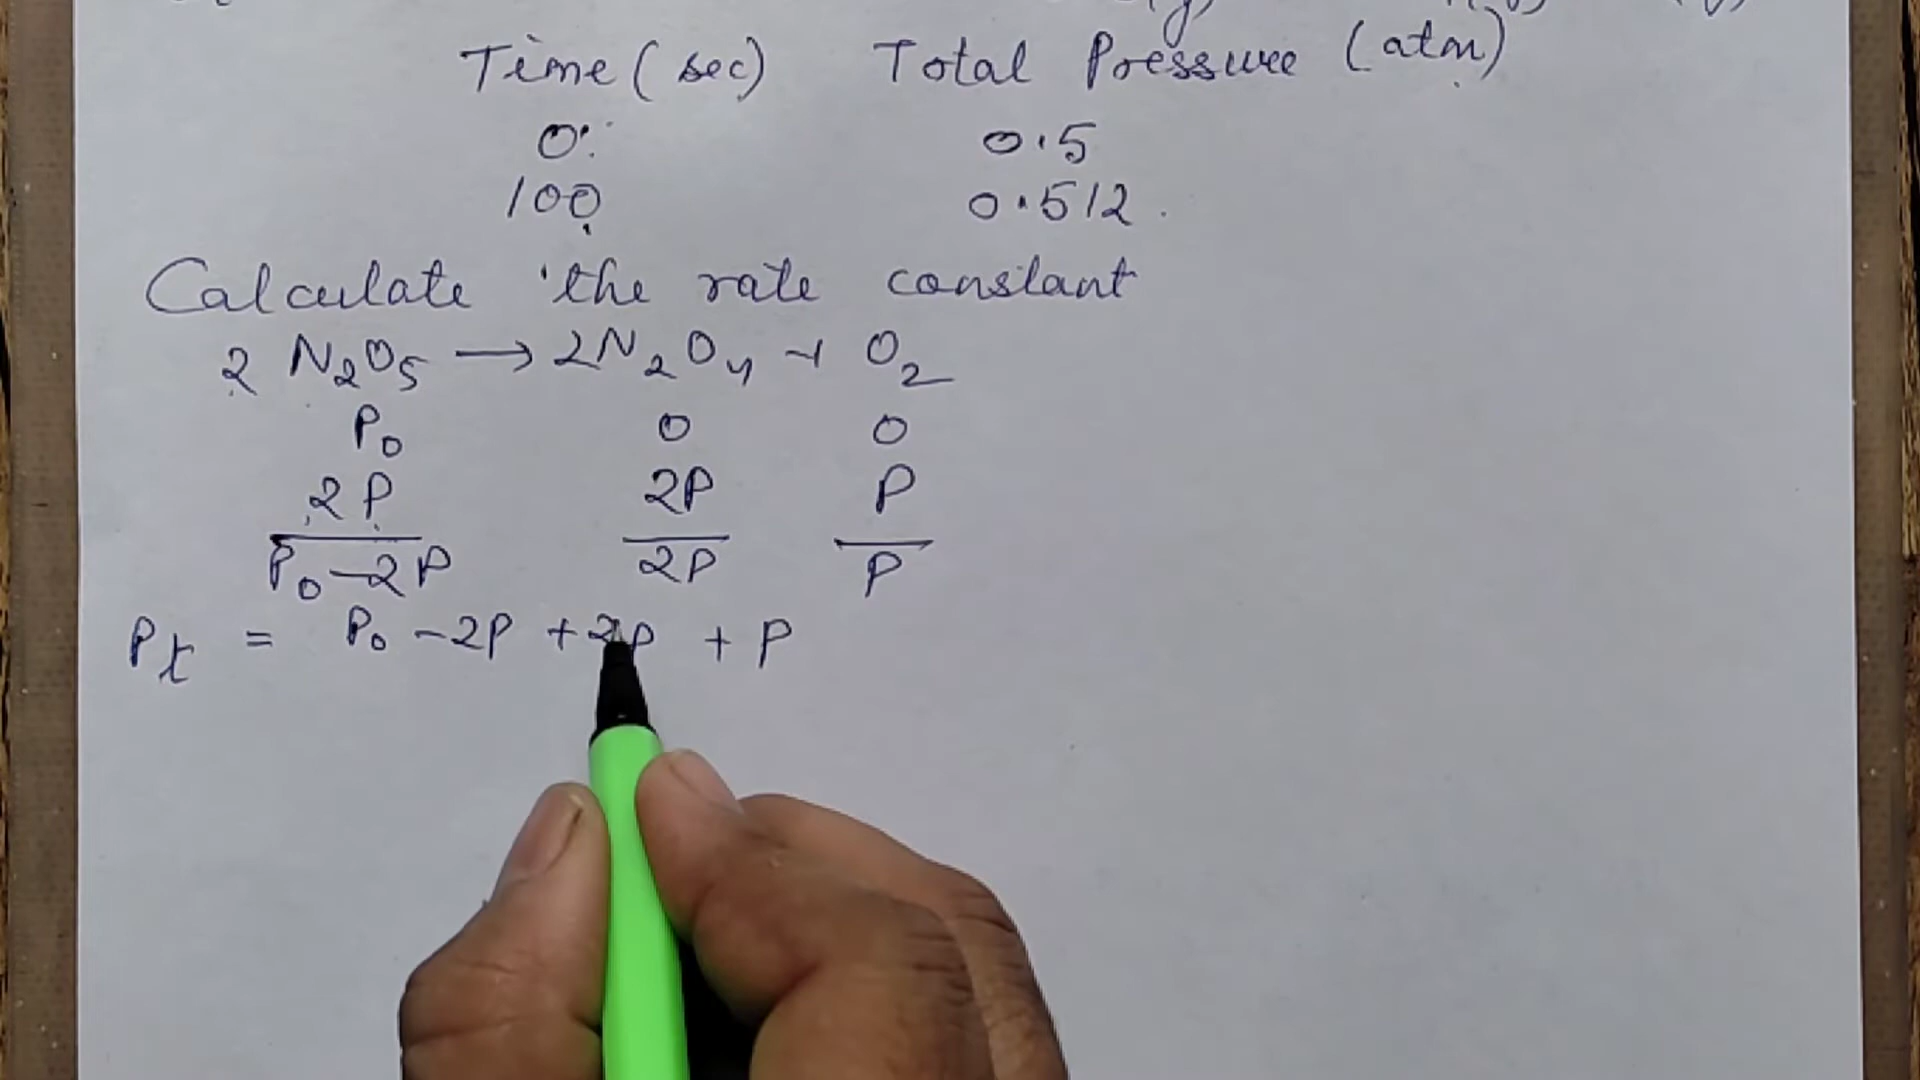 Time (sec) Total Pressure (atm)
0 0.5
100 0.512
Calculate the rate constant
2 N2O5 → 2N2O4 + O2
P0 0 0
2P 2P P
P0-2P 2P P
Pt = P0 -2P +2P + P